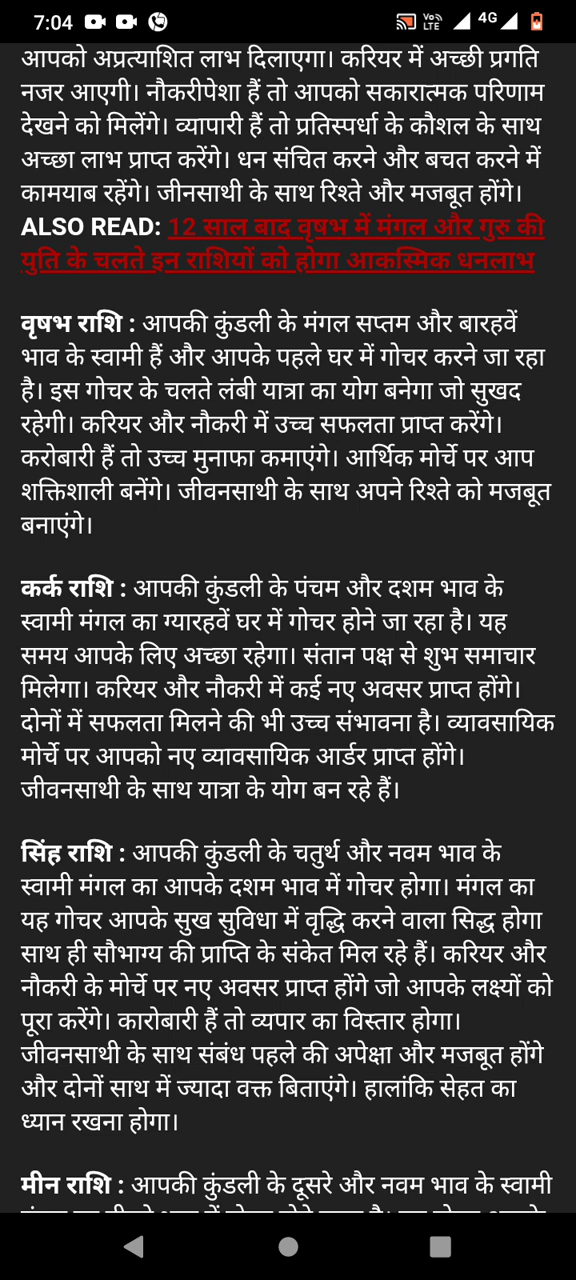 7:04
Vo)) LTE 4G
आपको अप्रत्याशित लाभ दिलाएगा। करियर में अच्छी प्रगति
नजर आएगी। नौकरीपेशा हैं तो आपको सकारात्मक परिणाम
देखने को मिलेंगे। व्यापारी हैं तो प्रतिस्पर्धा के कौशल के साथ
अच्छा लाभ प्राप्त करेंगे। धन संचित करने और बचत करने में
कामयाब रहेंगे। जीनसाथी के साथ रिश्ते और मजबूत होंगे।
ALSO READ: 12 साल बाद वृषभ में मंगल और गुरु की
युति के चलते इन राशियों को होगा आकस्मिक धनलाभ
वृषभ राशि : आपकी कुंडली के मंगल सप्तम और बारहवें
भाव के स्वामी हैं और आपके पहले घर में गोचर करने जा रहा
है। इस गोचर के चलते लंबी यात्रा का योग बनेगा जो सुखद
रहेगी। करियर और नौकरी में उच्च सफलता प्राप्त करेंगे।
करोबारी हैं तो उच्च मुनाफा कमाएंगे। आर्थिक मोर्चे पर आप
शक्तिशाली बनेंगे। जीवनसाथी के साथ अपने रिश्ते को मजबूत
बनाएंगे।
कर्क राशि : आपकी कुंडली के पंचम और दशम भाव के
स्वामी मंगल का ग्यारहवें घर में गोचर होने जा रहा है। यह
समय आपके लिए अच्छा रहेगा। संतान पक्ष से शुभ समाचार
मिलेगा। करियर और नौकरी में कई नए अवसर प्राप्त होंगे।
दोनों में सफलता मिलने की भी उच्च संभावना है। व्यावसायिक
मोर्चे पर आपको नए व्यावसायिक आर्डर प्राप्त होंगे।
जीवनसाथी के साथ यात्रा के योग बन रहे हैं।
सिंह राशि : आपकी कुंडली के चतुर्थ और नवम भाव के
स्वामी मंगल का आपके दशम भाव में गोचर होगा। मंगल का
यह गोचर आपके सुख सुविधा में वृद्धि करने वाला सिद्ध होगा
साथ ही सौभाग्य की प्राप्ति के संकेत मिल रहे हैं। करियर और
नौकरी के मोर्चे पर नए अवसर प्राप्त होंगे जो आपके लक्ष्यों को
पूरा करेंगे। कारोबारी हैं तो व्यपार का विस्तार होगा।
जीवनसाथी के साथ संबंध पहले की अपेक्षा और मजबूत होंगे
और दोनों साथ में ज्यादा वक्त बिताएंगे। हालांकि सेहत का
ध्यान रखना होगा।
मीन राशि : आपकी कुंडली के दूसरे और नवम भाव के स्वामी